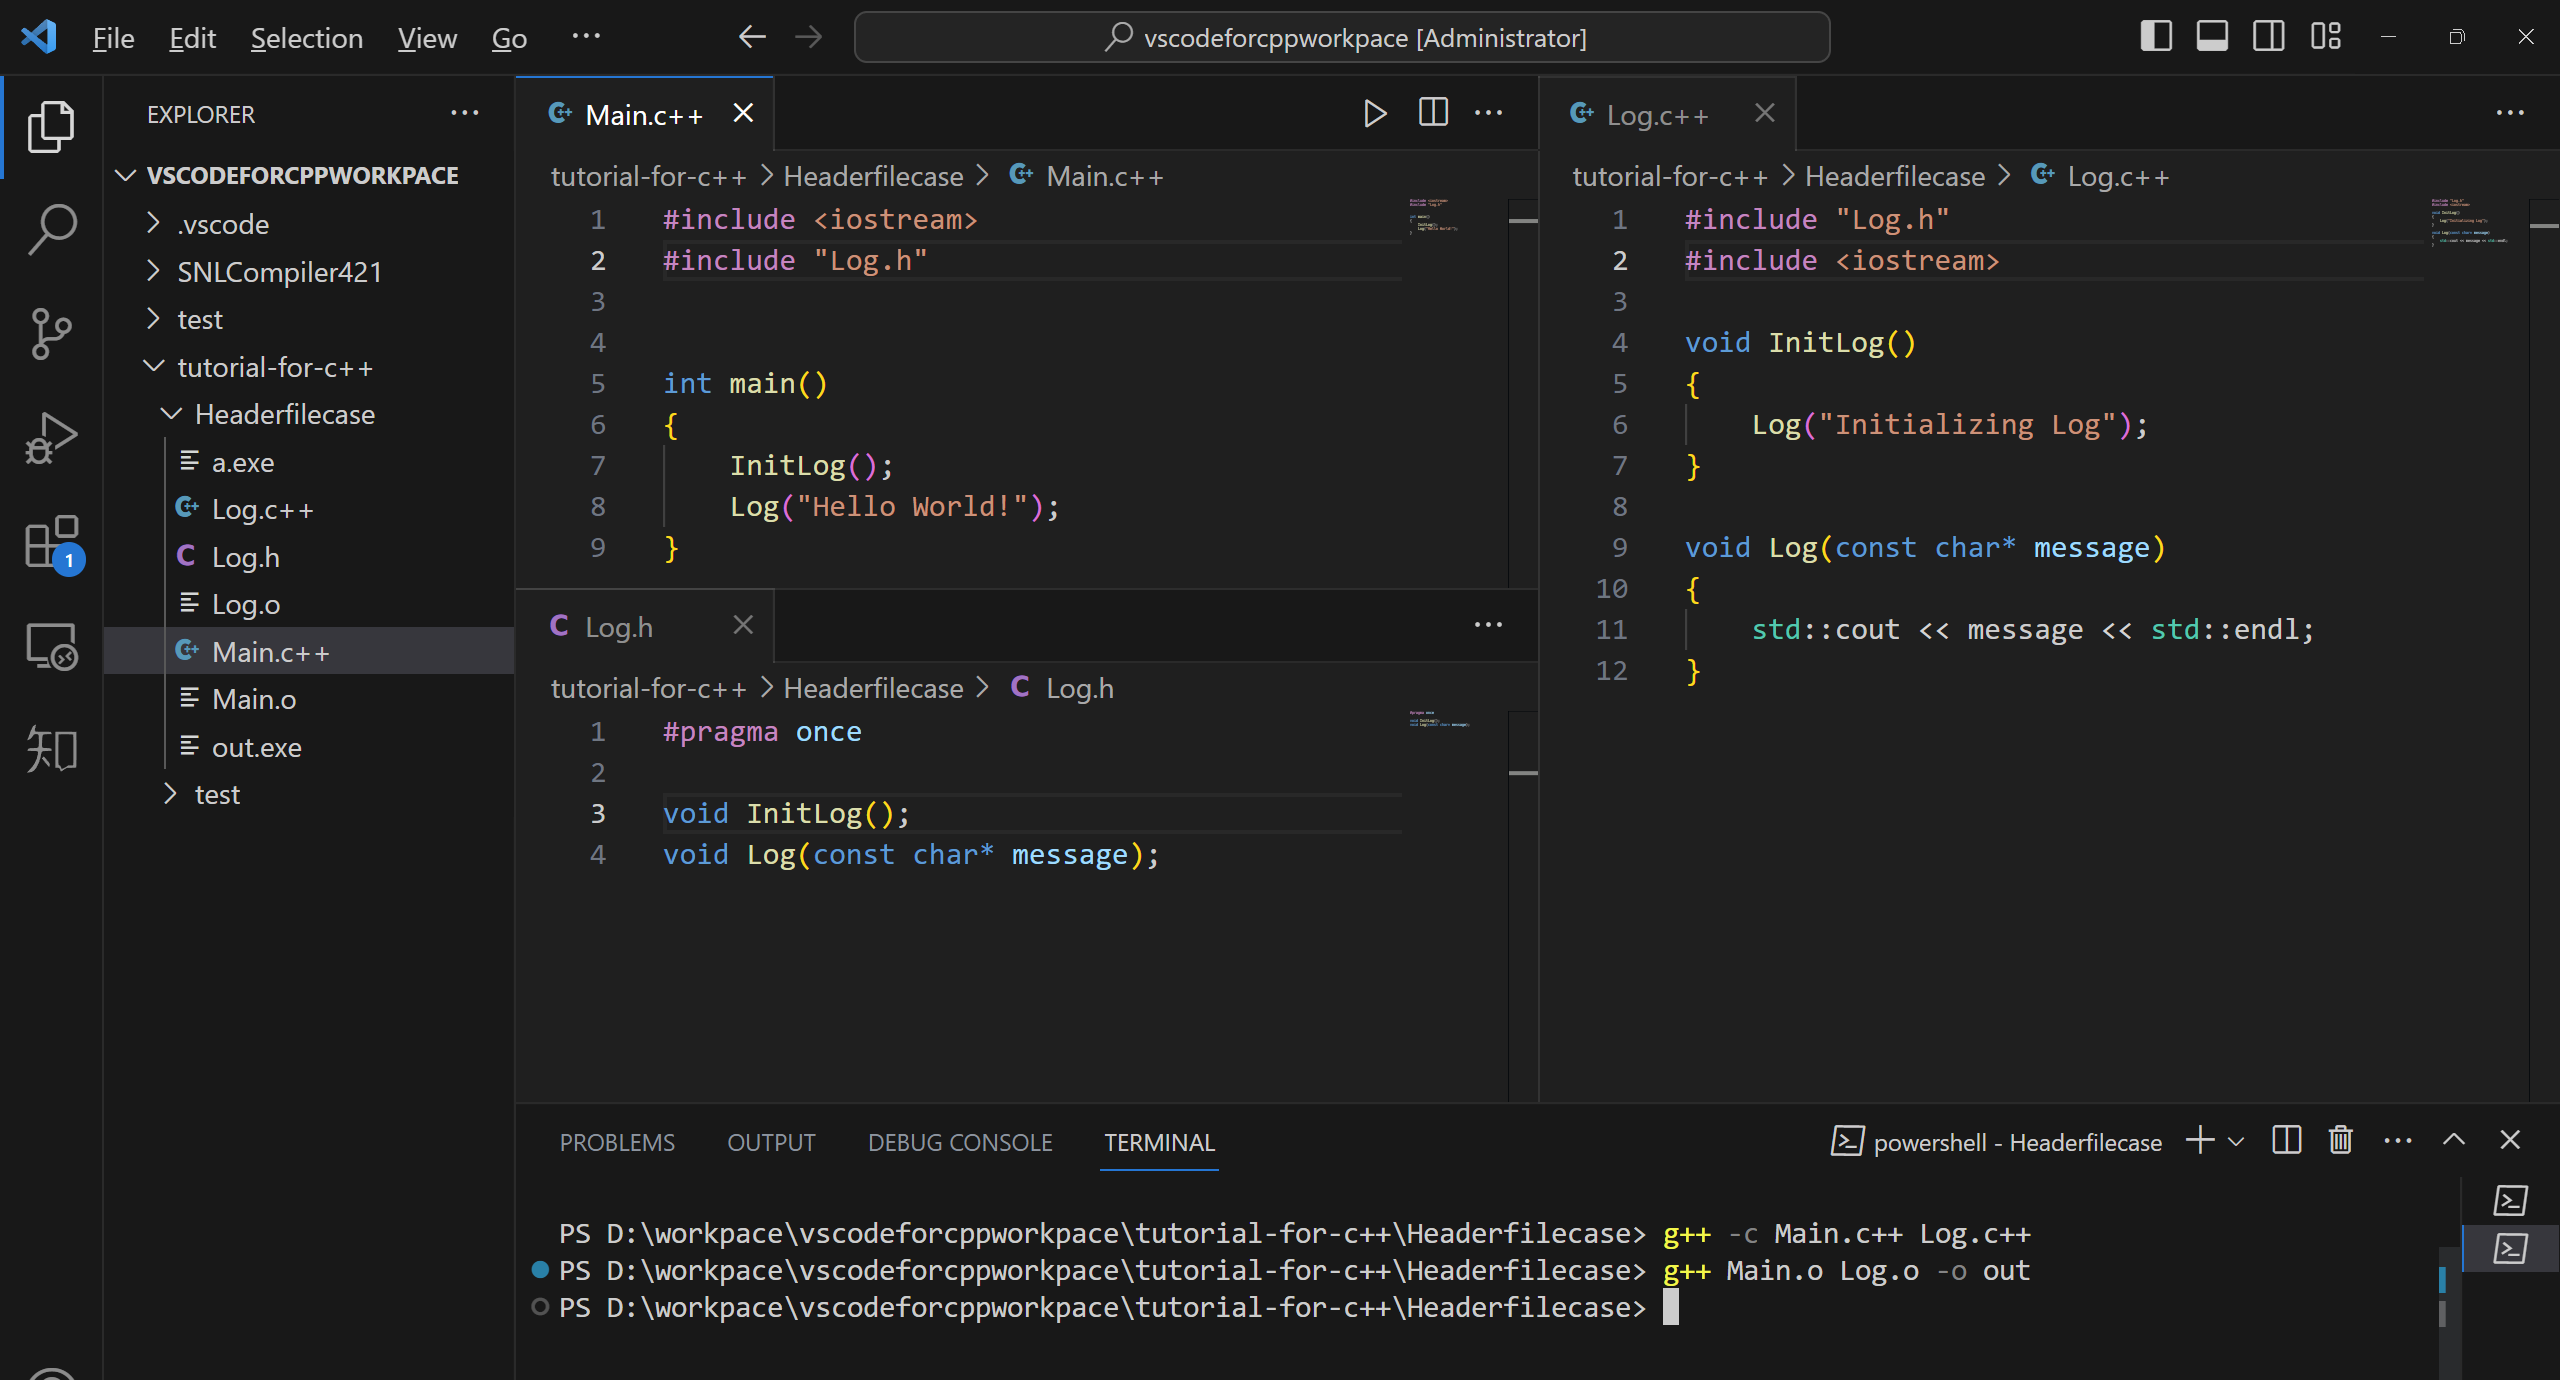 File Edit Selection View Go ··· vscodeforcppworkpace [Administrator]
EXPLORER
VSCODEFORCPPWORKPACE
.vscode
SNLCompiler421
test
tutorial-for-c++
Headerfilecase
a.exe
Log.c++
Log.h
Log.o
Main.c++
Main.o
out.exe
test
1
知
Main.c++
tutorial-for-c++ > Headerfilecase > Main.c++
1 #include <iostream>
2 #include "Log.h"
3
4
5 int main()
6 {
7 InitLog();
8 Log("Hello World!");
9 }
Log.h
tutorial-for-c++ > Headerfilecase > Log.h
1 #pragma once
2
3 void InitLog();
4 void Log(const char* message);
Log.c++
tutorial-for-c++ > Headerfilecase > Log.c++
1 #include "Log.h"
2 #include <iostream>
3
4 void InitLog()
5 {
6 Log("Initializing Log");
7 }
8
9 void Log(const char* message)
10 {
11 std::cout << message << std::endl;
12 }
PROBLEMS OUTPUT DEBUG CONSOLE TERMINAL powershell - Headerfilecase
PS D:\workpace\vscodeforcppworkpace\tutorial-for-c++\Headerfilecase> g++ -c Main.c++ Log.c++
PS D:\workpace\vscodeforcppworkpace\tutorial-for-c++\Headerfilecase> g++ Main.o Log.o -o out
PS D:\workpace\vscodeforcppworkpace\tutorial-for-c++\Headerfilecase>